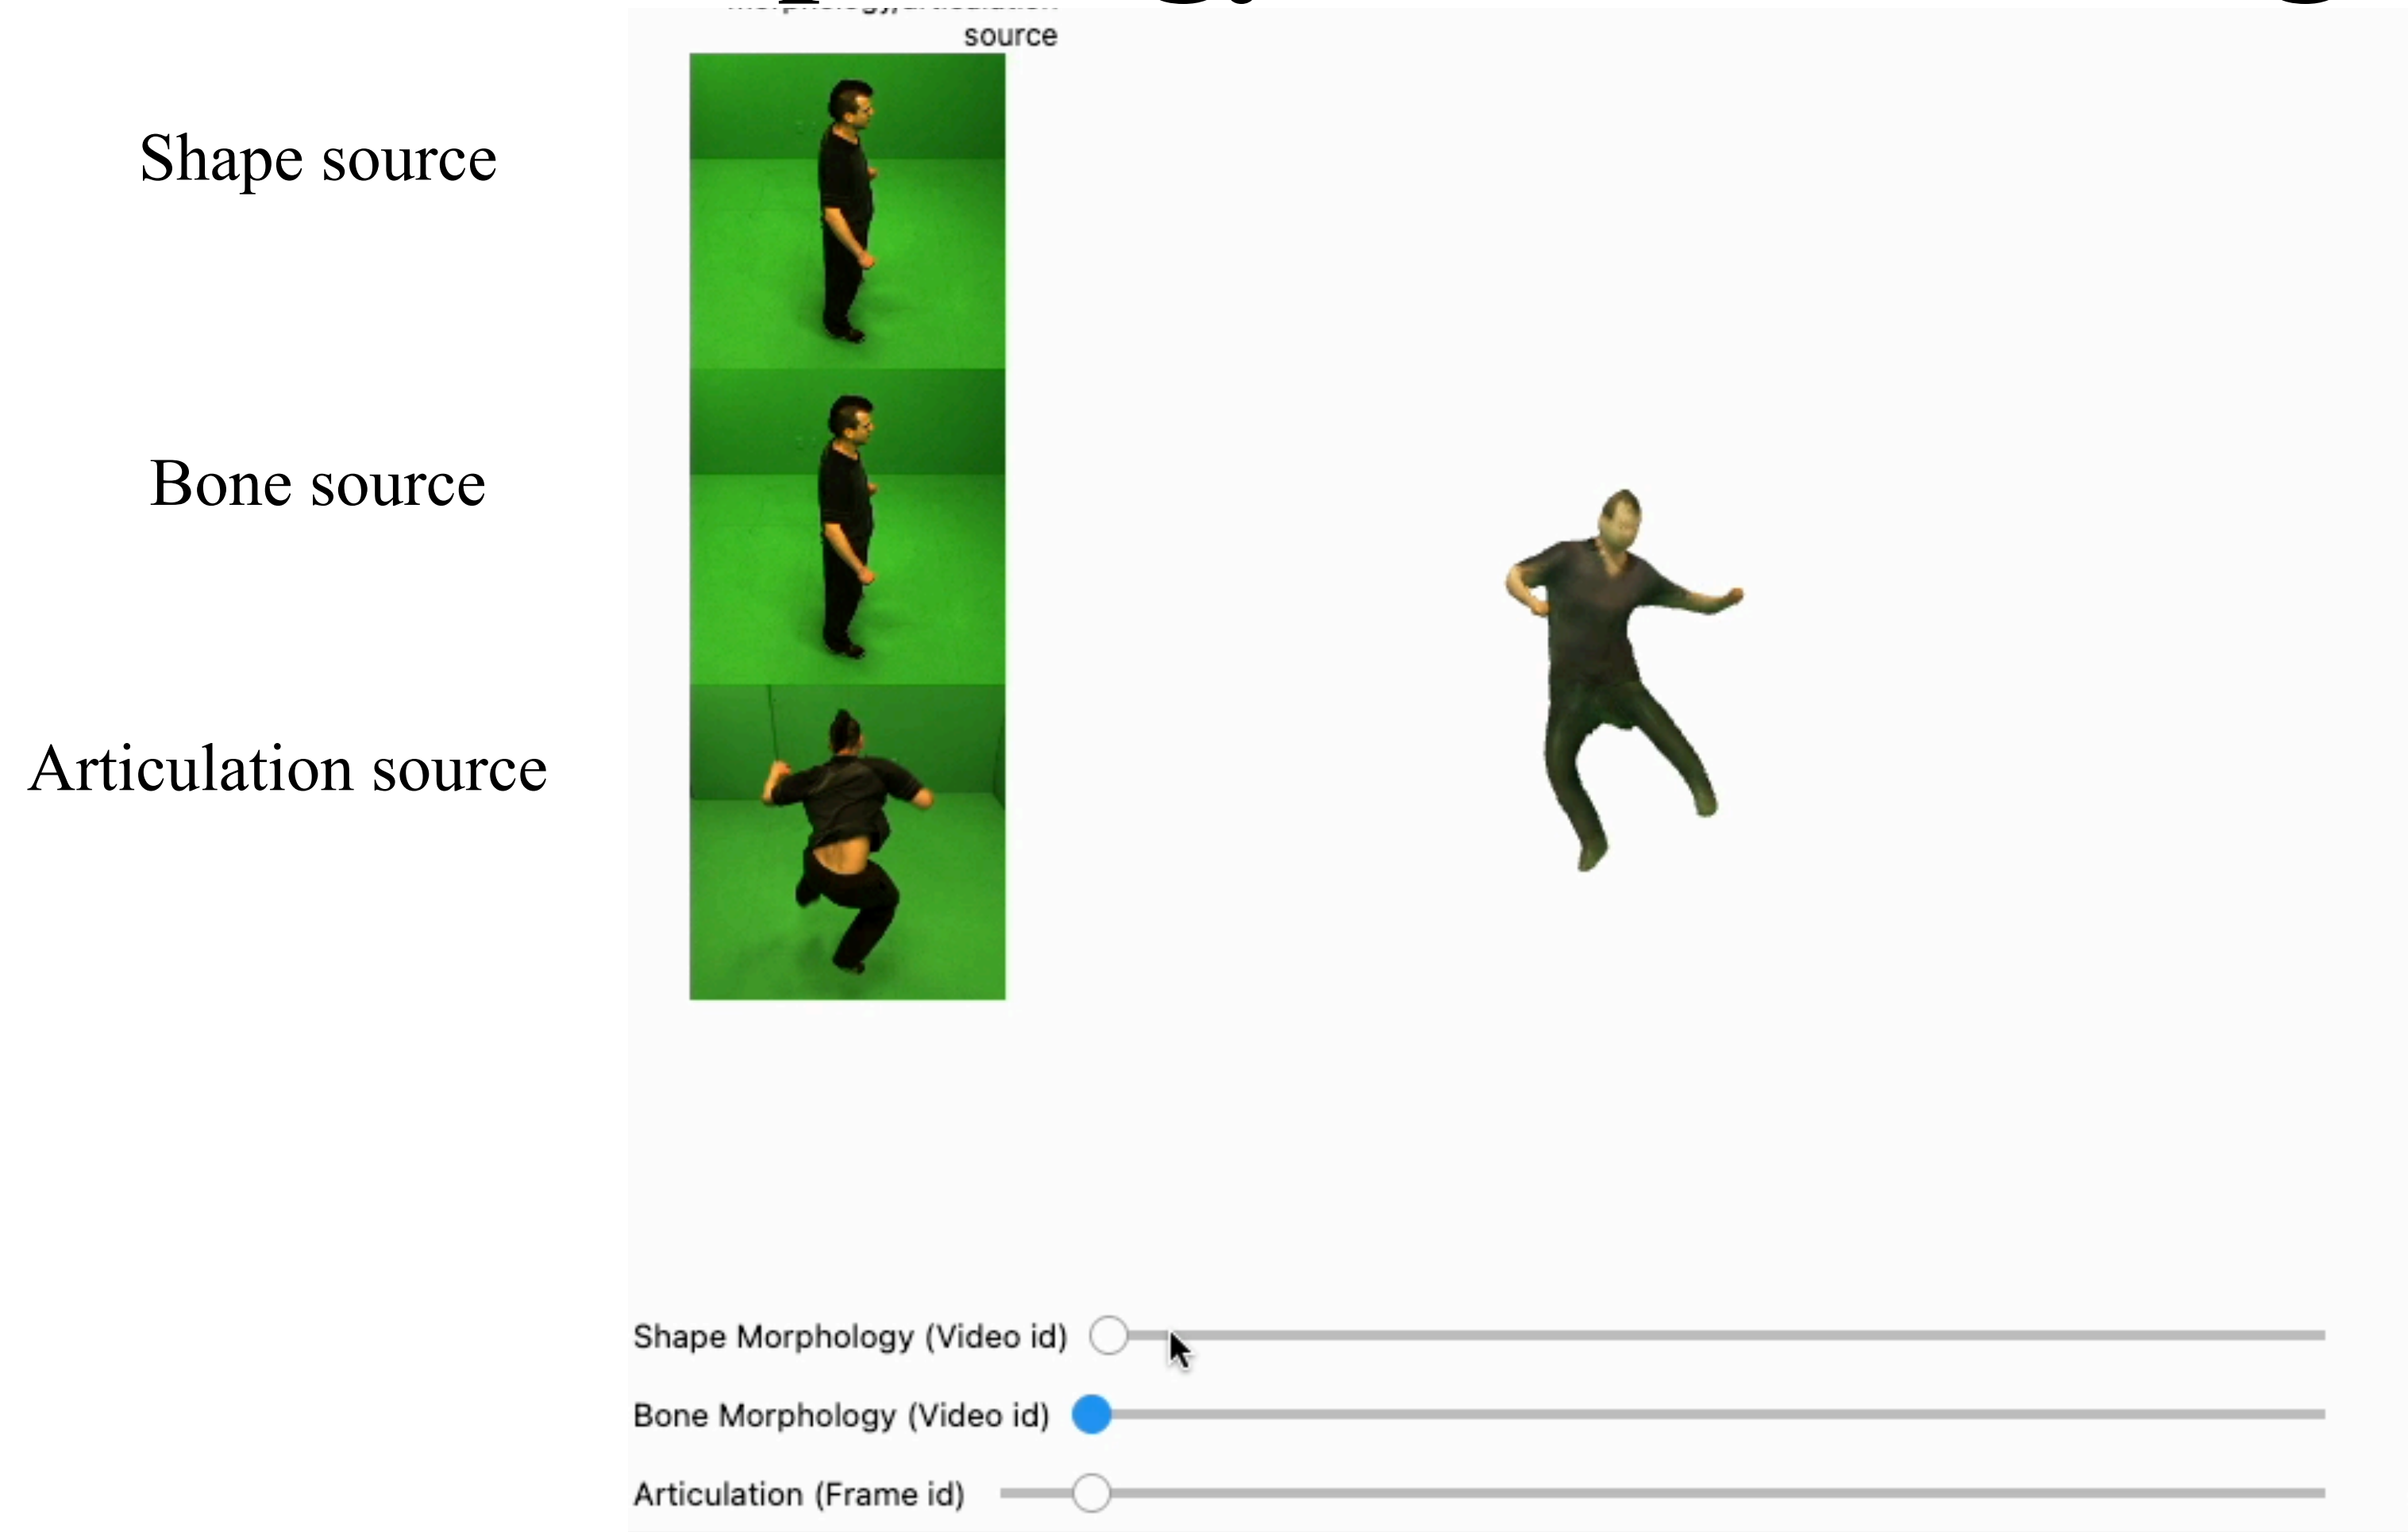 source
Shape source
Bone source
Articulation source
Shape Morphology (Video id)
Bone Morphology (Video id)
Articulation (Frame id)